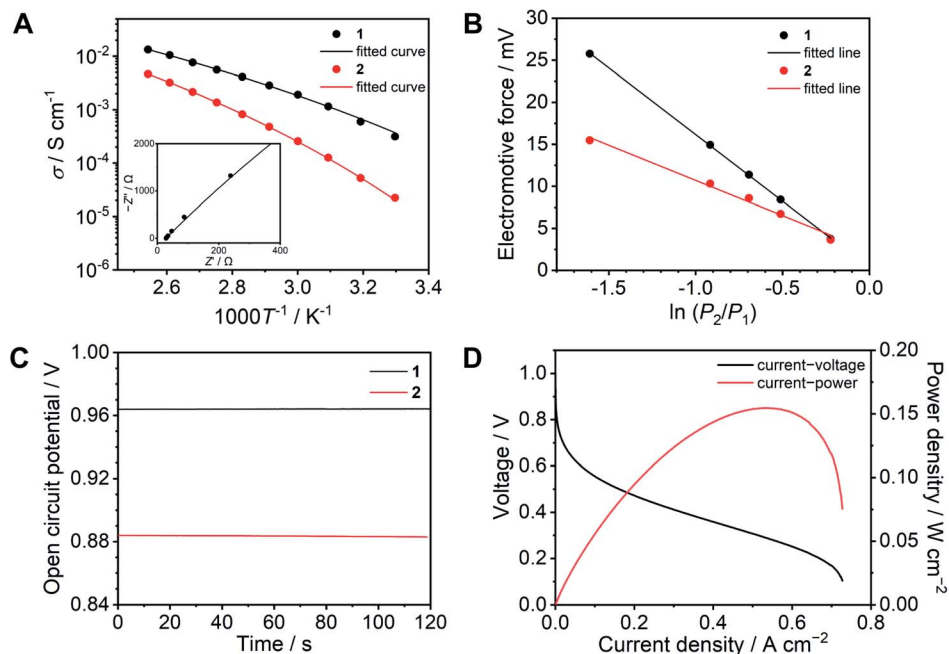 A
1
fitted curve
2
fitted curve
10⁻²
10⁻³
10⁻⁴
10⁻⁵
10⁻⁶
σ / S cm⁻¹
2000
1000
0
−Z'' / Ω
0 200 400
Z' / Ω
2.6 2.8 3.0 3.2 3.4
1000T⁻¹ / K⁻¹
B
1
fitted line
2
fitted line
30
25
20
15
10
5
0
Electromotive force / mV
-1.5 -1.0 -0.5 0.0
ln (P₂/P₁)
C
1
2
1.00
0.96
0.92
0.88
0.84
Open circuit potential / V
0 20 40 60 80 100 120
Time / s
D
current−voltage
current−power
1.0
0.8
0.6
0.4
0.2
0.0
Voltage / V
0.20
0.15
0.10
0.05
0.00
Power densitry / W cm⁻²
0.0 0.2 0.4 0.6 0.8
Current density / A cm⁻²